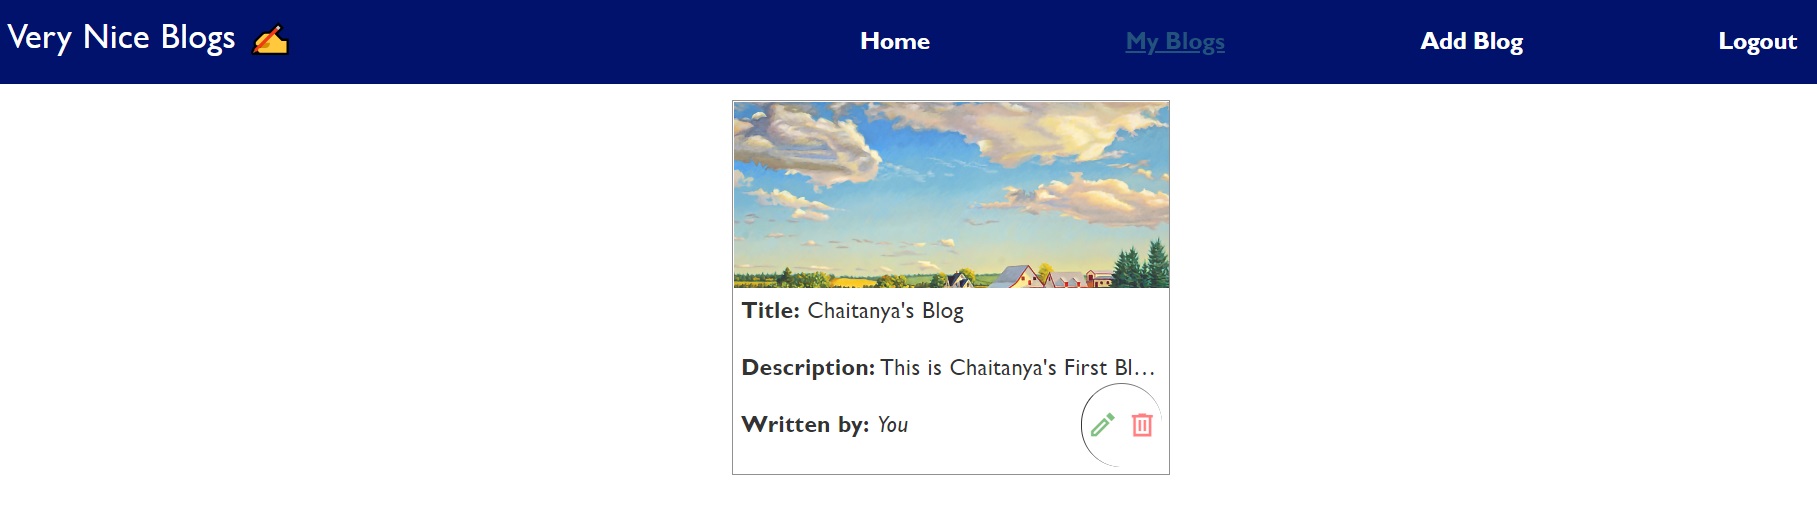 Very Nice Blogs ✍
Home My Blogs Add Blog Logout
Title: Chaitanya's Blog
Description: This is Chaitanya's First Bl...
Written by: You